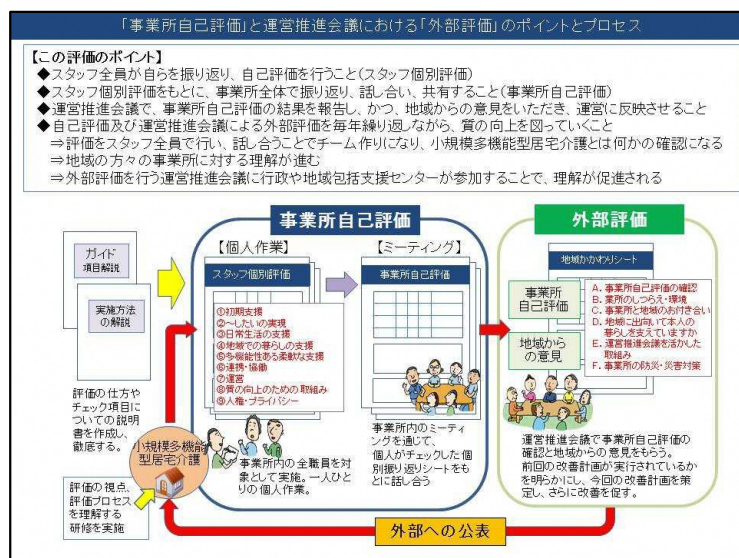 「事業所自己評価」と運営推進会議における「外部評価」のポイントとプロセス
【この評価のポイント】
◆スタッフ全員が自らを振り返り、自己評価を行うこと(スタッフ個別評価)
◆スタッフ個別評価をもとに、事業所全体で振り返り、話し合い、共有すること(事業所自己評価)
◆運営推進会議で、事業所自己評価の結果を報告し、かつ、地域からの意見をいただき、運営に反映させること
◆自己評価及び運営推進会議による外部評価を毎年繰り返しながら、質の向上を図っていくこと
⇒評価をスタッフ全員で行い、話し合うことでチーム作りになり、小規模多機能型居宅介護とは何かの確認になる
⇒地域の方々の事業所に対する理解が進む
⇒外部評価を行う運営推進会議に行政や地域包括支援センターが参加することで、理解が促進される
ガイド
項目解説
実施方法
の解説
評価の仕方や
チェック項目に
ついての説明
書を作成し、
徹底する。
小規模多機能
型居宅介護
評価の視点、
評価プロセス
を理解する
研修を実施
事業所自己評価
【個人作業】
スタッフ個別評価
①初期支援
②～したいの実現
③日常生活の支援
④地域での暮らしの支援
⑤多機能性ある柔軟な支援
⑥連携・協働
⑦運営
⑧質の向上のための取組み
⑨人権・プライバシー
事業所内の全職員を対
象として実施。一人ひ
とりの個人作業。
【ミーティング】
事業所自己評価
事業所内のミーティ
ングを通じて、
個人がチェックした個
別振り返りシートをも
とに話し合う
外部評価
地域かかわりシート
事業所
自己評価
地域から
の意見
A. 事業所自己評価の確認
B. 業所のしつらえ・環境
C. 事業所と地域のお付き合い
D. 地域に出向いて本人の
暮らしを支えていますか
E. 運営推進会議を活かした
取組み
F. 事業所の防災・災害対策
運営推進会議で事業所自己評価の
確認と地域からの意見をもらう。
前回の改善計画が実行されているか
を明らかにし、今回の改善計画を策
定し、さらに改善を促す。
外部への公表